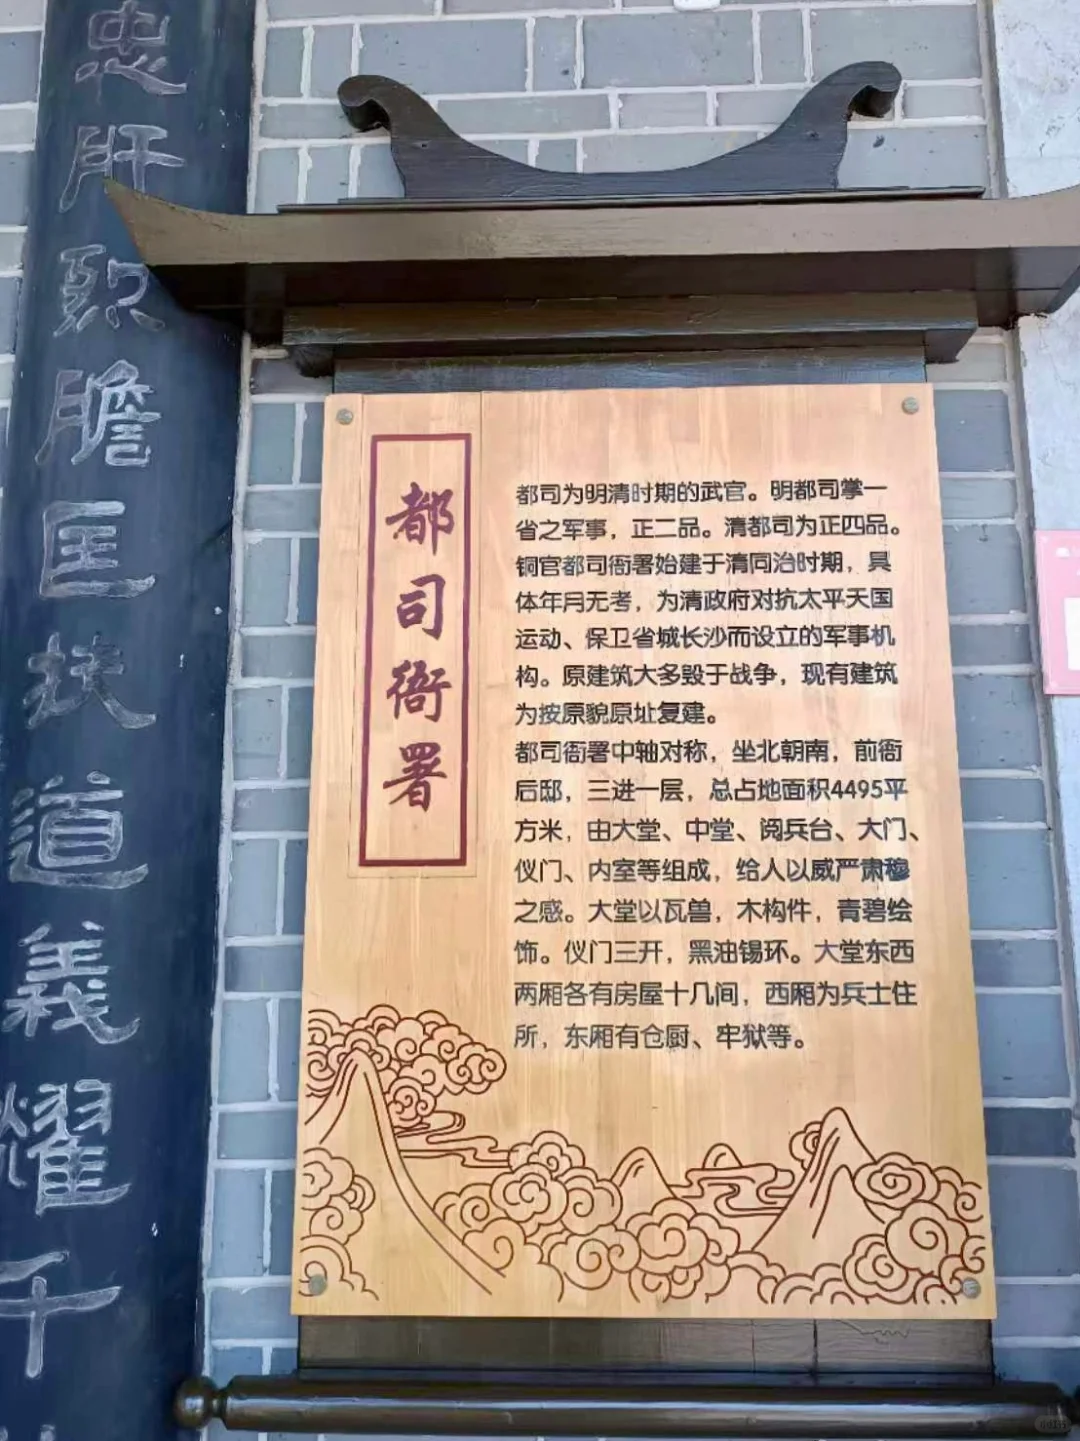 忠
肝
熙
膽
匡
扶
道
義
耀
千
都司衙署
都司为明清时期的武官。明都司掌一
省之军事，正二品。清都司为正四品。
铜官都司衙署始建于清同治时期，具
体年月无考，为清政府对抗太平天国
运动、保卫省城长沙而设立的军事机
构。原建筑大多毁于战争，现有建筑
为按原貌原址复建。
都司衙署中轴对称，坐北朝南，前衙
后邸，三进一层，总占地面积4495平
方米，由大堂、中堂、阅兵台、大门、
仪门、内室等组成，给人以威严肃穆
之感。大堂以瓦兽，木构件，青碧绘
饰。仪门三开，黑油锡环。大堂东西
两厢各有房屋十几间，西厢为兵士住
所，东厢有仓厨、牢狱等。